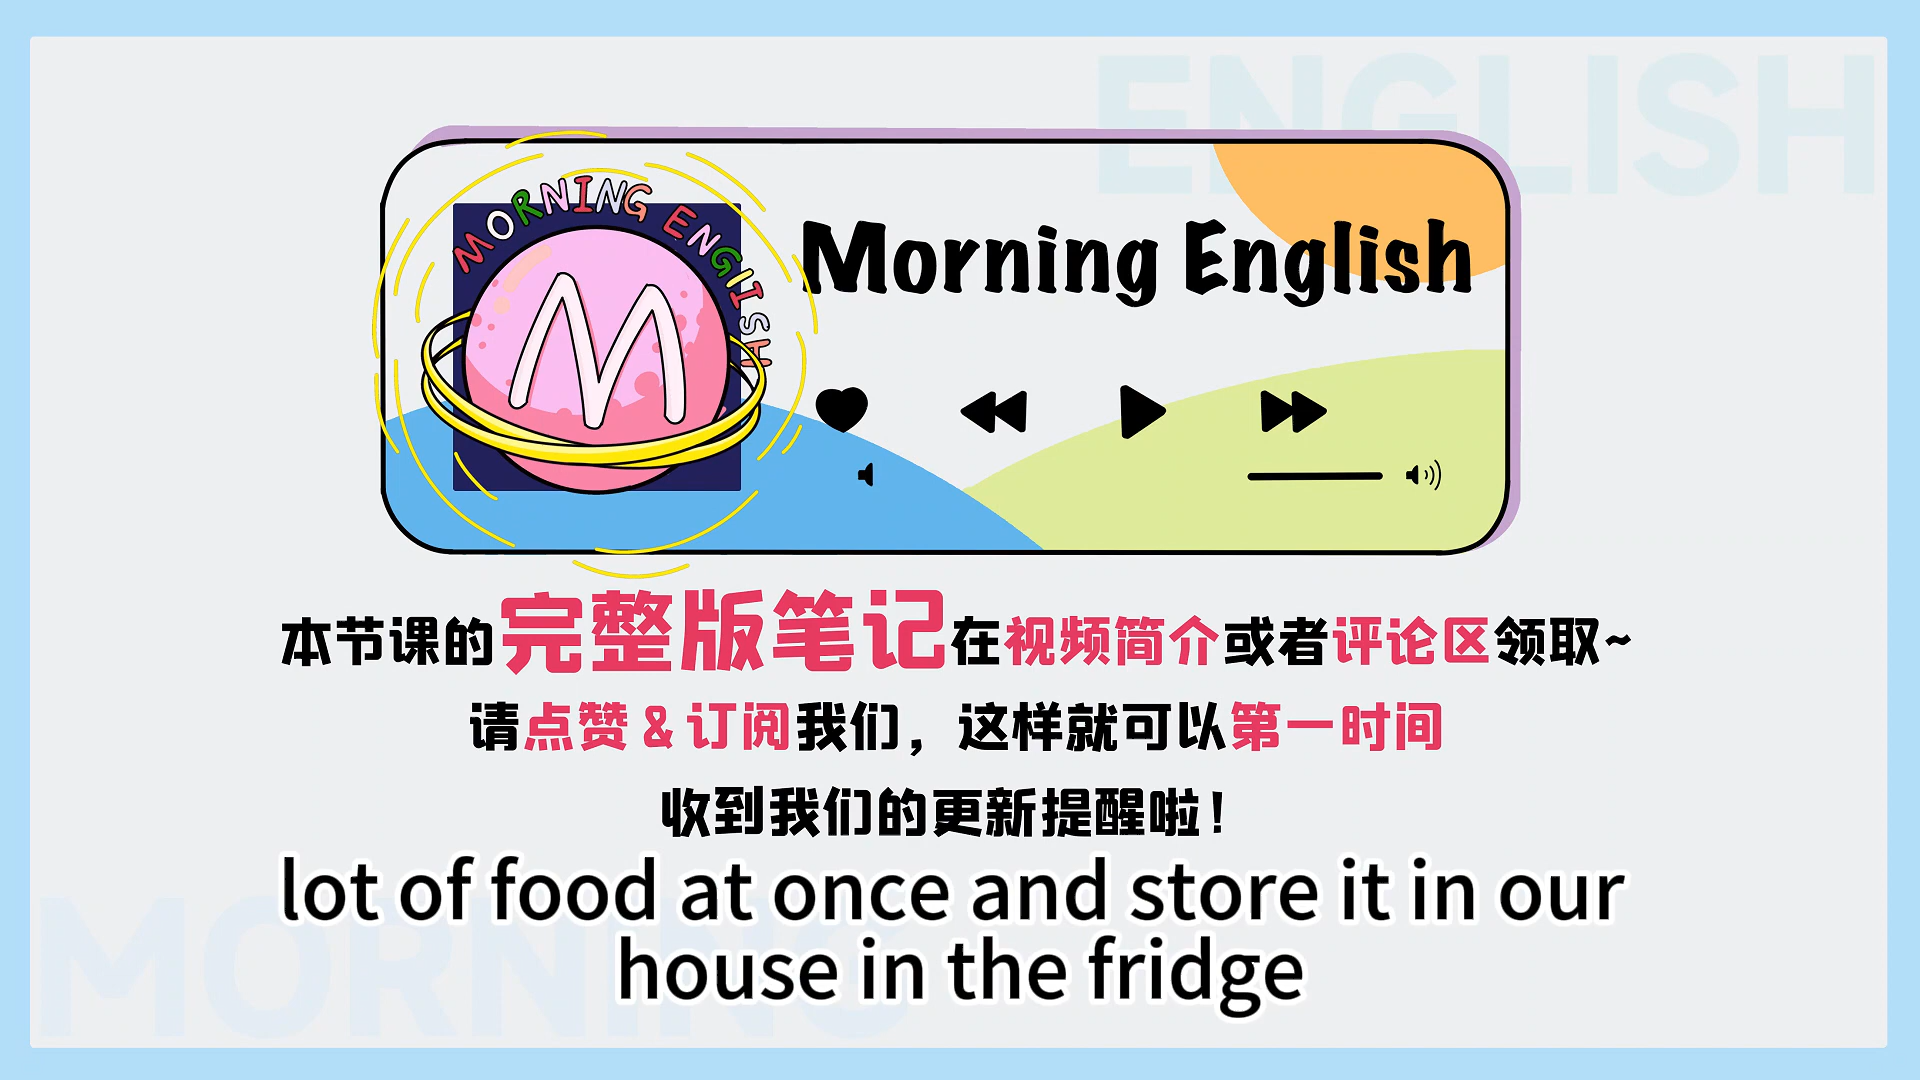 ENGLISH
MORNING ENGLISH
M
Morning English
本节课的完整版笔记在视频简介或者评论区领取~
请点赞&订阅我们，这样就可以第一时间
收到我们的更新提醒啦！
lot of food at once and store it in our
house in the fridge
MORNING